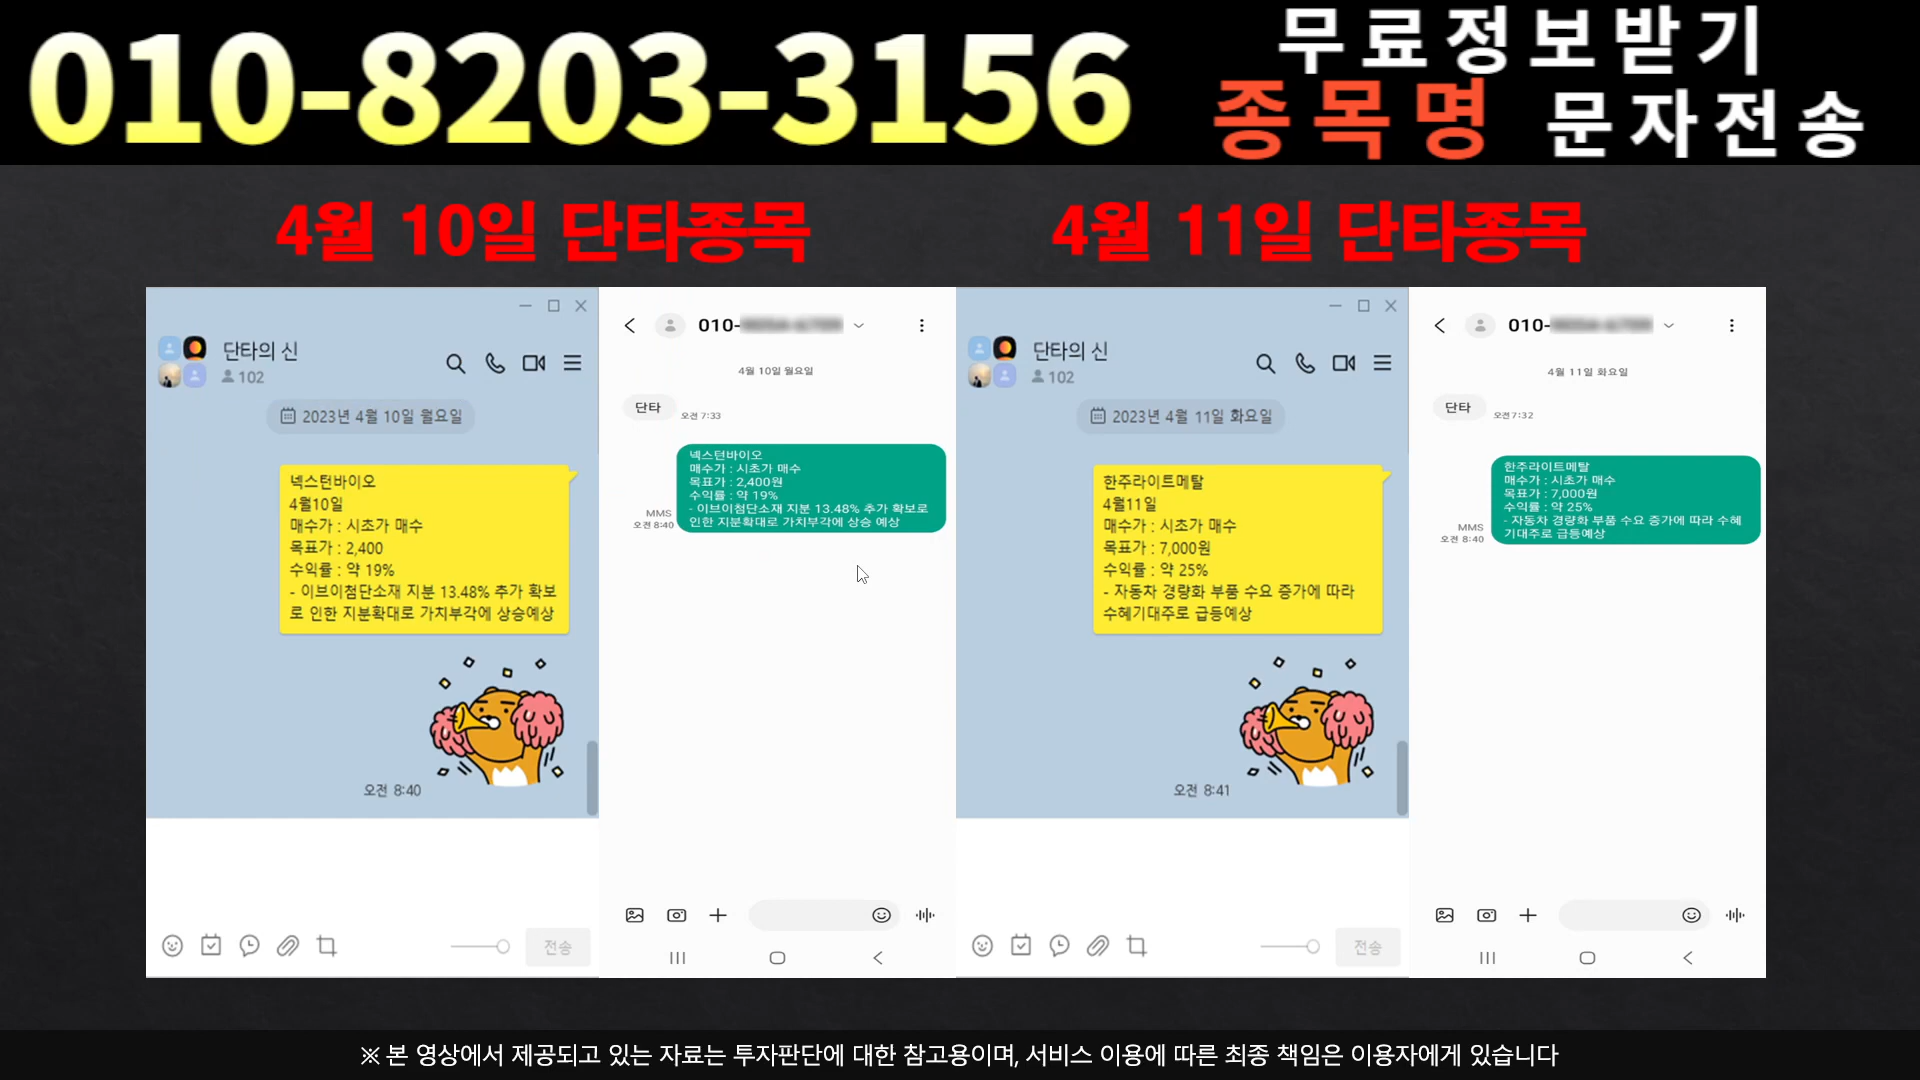 010-8203-3156
무료정보받기
종목명 문자전송
4월 10일 단타종목
4월 11일 단타종목
단타의 신
102
2023년 4월 10일 월요일
넥스턴바이오
4월10일
매수가 : 시초가 매수
목표가 : 2,400
수익률 : 약 19%
- 이브이첨단소재 지분 13.48% 추가 확보
로 인한 지분확대로 가치부각에 상승예상
오전 8:40
전송
010-
4월 10일 월요일
단타
오전 7:33
넥스턴바이오
매수가 : 시초가 매수
목표가 : 2,400원
수익률 : 약 19%
- 이브이첨단소재 지분 13.48% 추가 확보로
인한 지분확대로 가치부각에 상승 예상
MMS
오전 8:40
단타의 신
102
2023년 4월 11일 화요일
한주라이트메탈
4월11일
매수가 : 시초가 매수
목표가 : 7,000원
수익률 : 약 25%
- 자동차 경량화 부품 수요 증가에 따라
수혜기대주로 급등예상
오전 8:41
전송
010-
4월 11일 화요일
단타
오전 7:32
한주라이트메탈
매수가 : 시초가 매수
목표가 : 7,000원
수익률 : 약 25%
- 자동차 경량화 부품 수요 증가에 따라 수혜
기대주로 급등예상
MMS
오전 8:40
※ 본 영상에서 제공되고 있는 자료는 투자판단에 대한 참고용이며, 서비스 이용에 따른 최종 책임은 이용자에게 있습니다